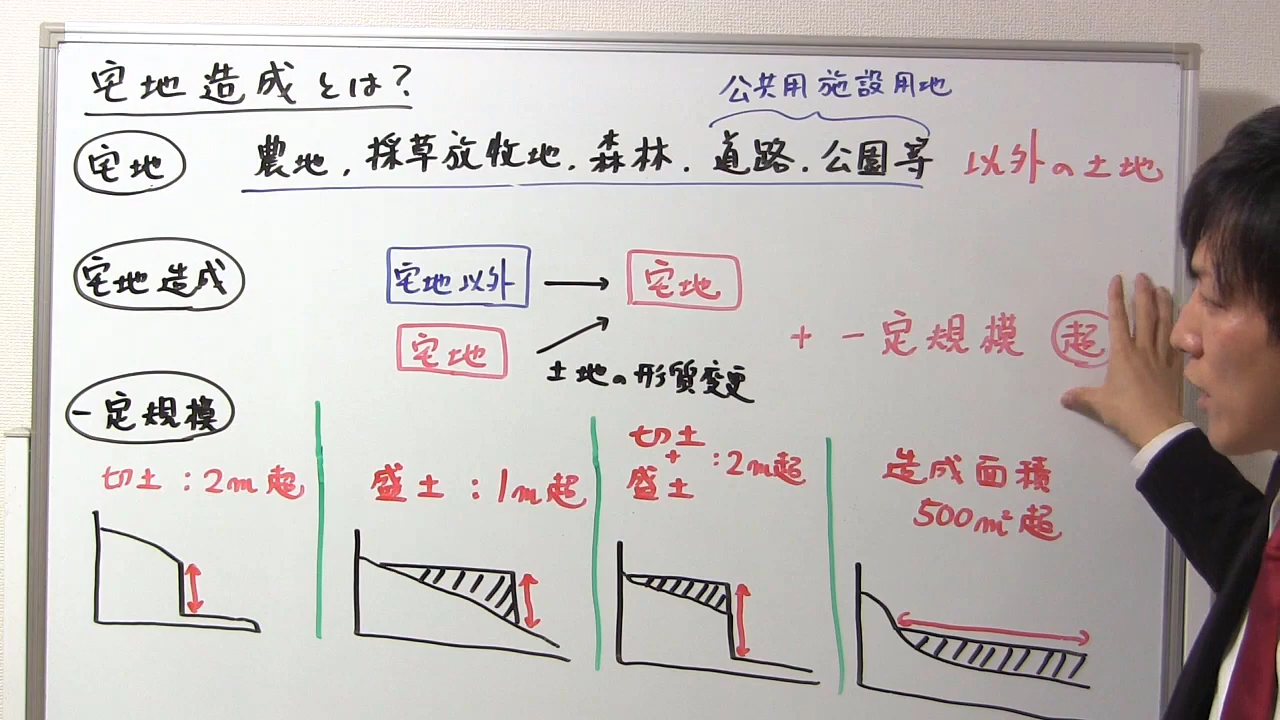 宅地造成とは?
公共用施設用地
宅地 農地,採草放牧地,森林,道路,公園等 以外の土地
宅地造成 宅地以外 → 宅地
宅地
土地の形質変更
+ 一定規模 超
一定規模
切土:2m超
盛土:1m超
切土
+
盛土
:2m超
造成面積
500m²超